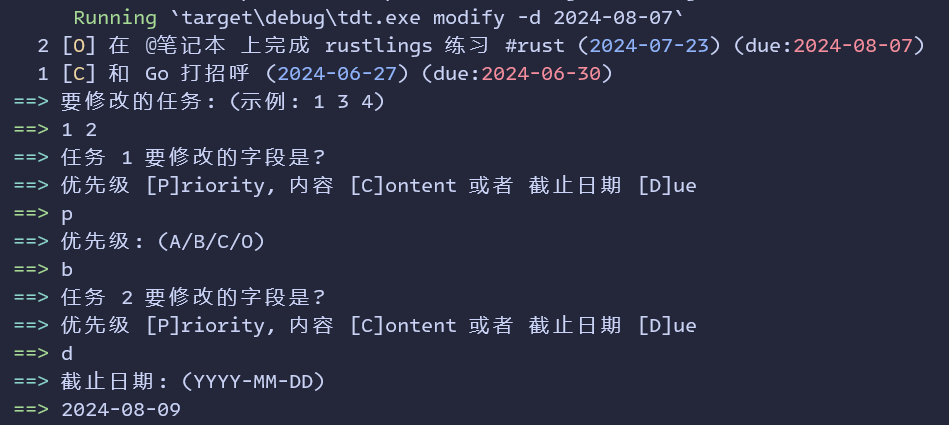 Running `target\debug\tdt.exe modify -d 2024-08-07`
2 [O] 在 @笔记本 上完成 rustlings 练习 #rust (2024-07-23) (due:2024-08-07)
1 [C] 和 Go 打招呼 (2024-06-27) (due:2024-06-30)
==> 要修改的任务: (示例: 1 3 4)
==> 1 2
==> 任务 1 要修改的字段是?
==> 优先级 [P]riority, 内容 [C]ontent 或者 截止日期 [D]ue
==> p
==> 优先级: (A/B/C/O)
==> b
==> 任务 2 要修改的字段是?
==> 优先级 [P]riority, 内容 [C]ontent 或者 截止日期 [D]ue
==> d
==> 截止日期: (YYYY-MM-DD)
==> 2024-08-09